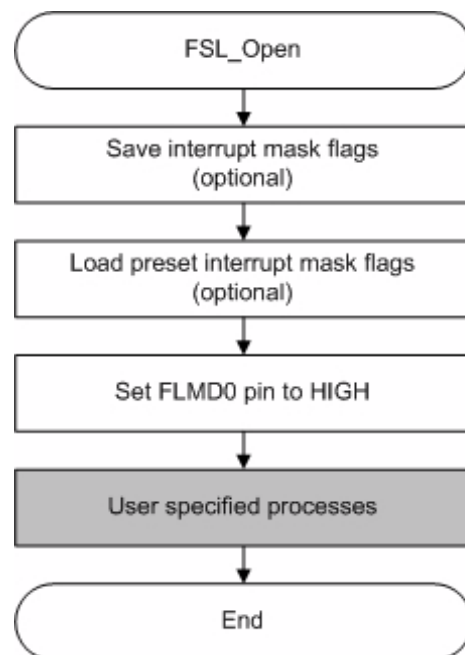 FSL_Open
Save interrupt mask flags
(optional)
Load preset interrupt mask flags
(optional)
Set FLMD0 pin to HIGH
User specified processes
End